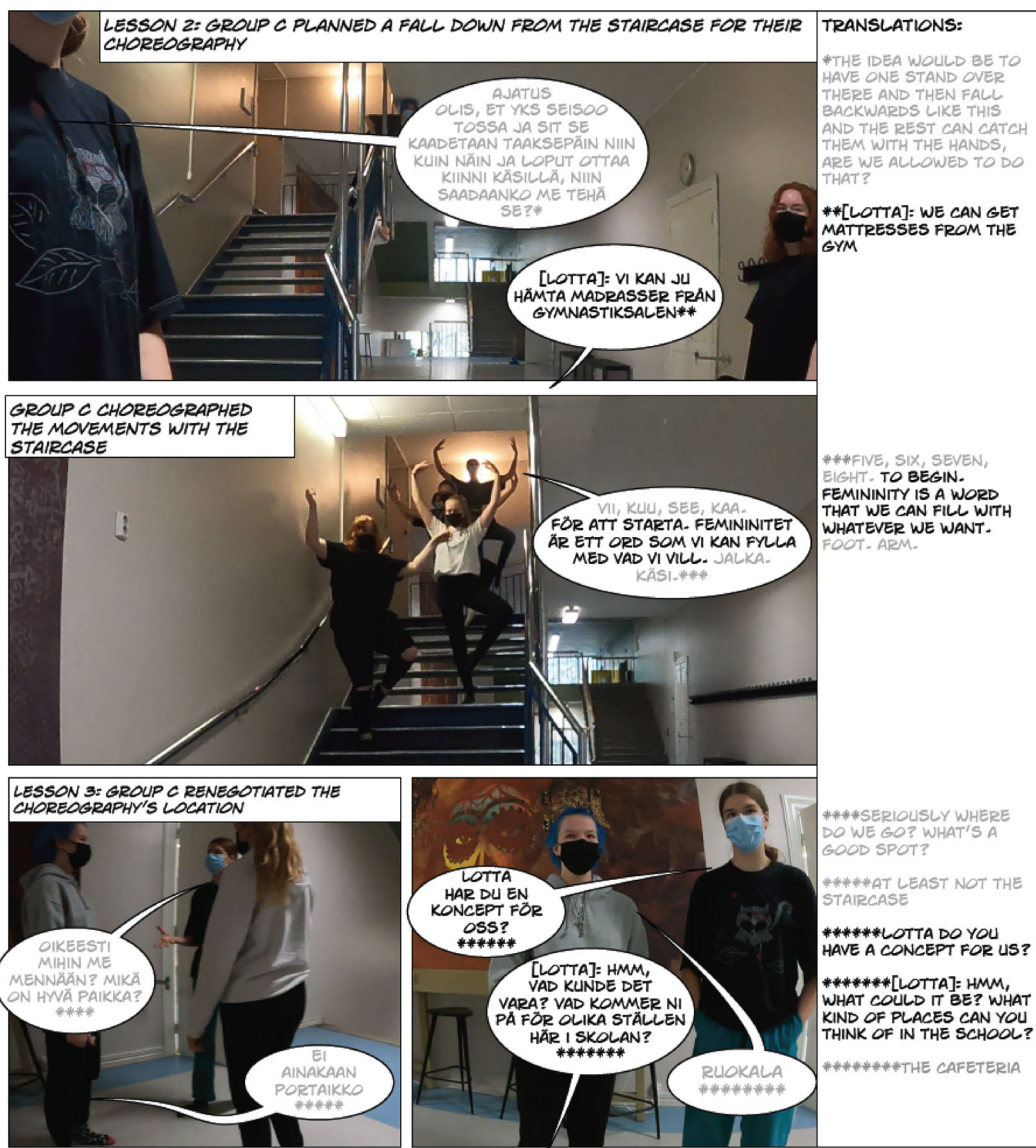 LESSON 2: GROUP C PLANNED A FALL DOWN FROM THE STAIRCASE FOR THEIR
CHOREOGRAPHY
AJATUS
OLIS, ET YKS SEISOO
TOSSA JA SIT SE
KAADETAAN TAAKSEPÄIN NIIN
KUIN NÄIN JA LOPUT OTTAA
KIINNI KÄSILLÄ, NIIN
SAADAANKO ME TEHÄ
SE?*
[LOTTA]: VI KAN JU
HÄMTA MADRASSER FRÅN
GYMNASTIKSALEN**
TRANSLATIONS:
*THE IDEA WOULD BE TO
HAVE ONE STAND OVER
THERE AND THEN FALL
BACKWARDS LIKE THIS
AND THE REST CAN CATCH
THEM WITH THE HANDS,
ARE WE ALLOWED TO DO
THAT?
**[LOTTA]: WE CAN GET
MATTRESSES FROM THE
GYM
GROUP C CHOREOGRAPHED
THE MOVEMENTS WITH THE
STAIRCASE
VII, KUU, SEE, KAA.
FÖR ATT STARTA. FEMININITET
ÄR ETT ORD SOM VI KAN FYLLA
MED VAD VI VILL. JALKA.
KÄSI.***
***FIVE, SIX, SEVEN,
EIGHT. TO BEGIN.
FEMININITY IS A WORD
THAT WE CAN FILL WITH
WHATEVER WE WANT.
FOOT. ARM.
LESSON 3: GROUP C RENEGOTIATED THE
CHOREOGRAPHY'S LOCATION
OIKEESTI
MIHIN ME
MENNÄÄN? MIKÄ
ON HYVÄ PAIKKA?
****
EI
AINAKAAN
PORTAIKKO
*****
LOTTA
HAR DU EN
KONCEPT FÖR
OSS?
******
[LOTTA]: HMM,
VAD KUNDE DET
VARA? VAD KOMMER NI
PÅ FÖR OLIKA STÄLLEN
HÄR I SKOLAN?
*******
RUOKALA
********
****SERIOUSLY WHERE
DO WE GO? WHAT'S A
GOOD SPOT?
*****AT LEAST NOT THE
STAIRCASE
******LOTTA DO YOU
HAVE A CONCEPT FOR US?
*******[LOTTA]: HMM,
WHAT COULD IT BE? WHAT
KIND OF PLACES CAN YOU
THINK OF IN THE SCHOOL?
********THE CAFETERIA